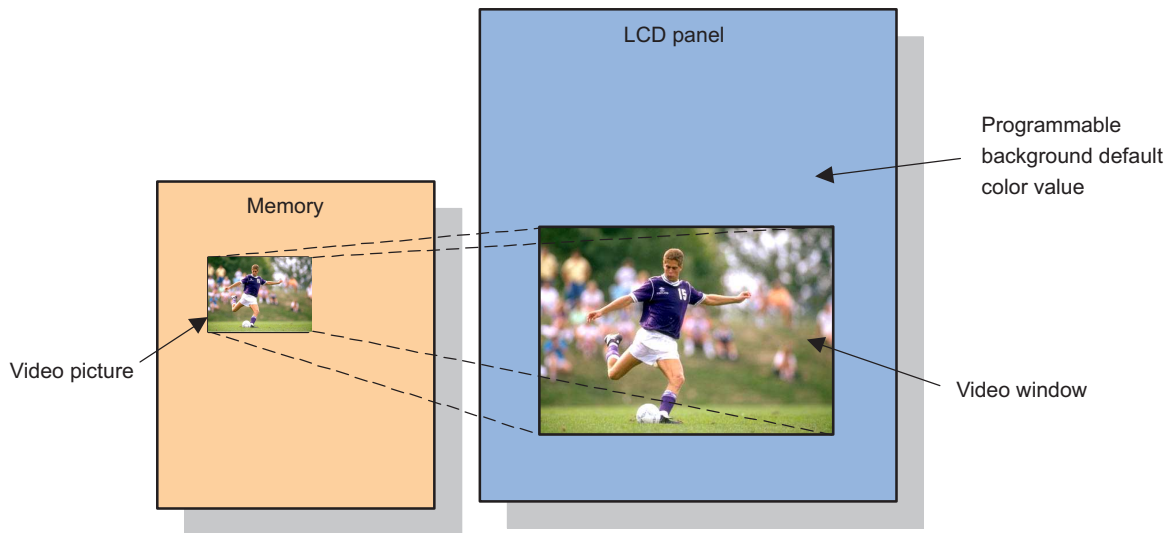 LCD panel
Programmable
background default
color value
Memory
Video picture
Video window
15